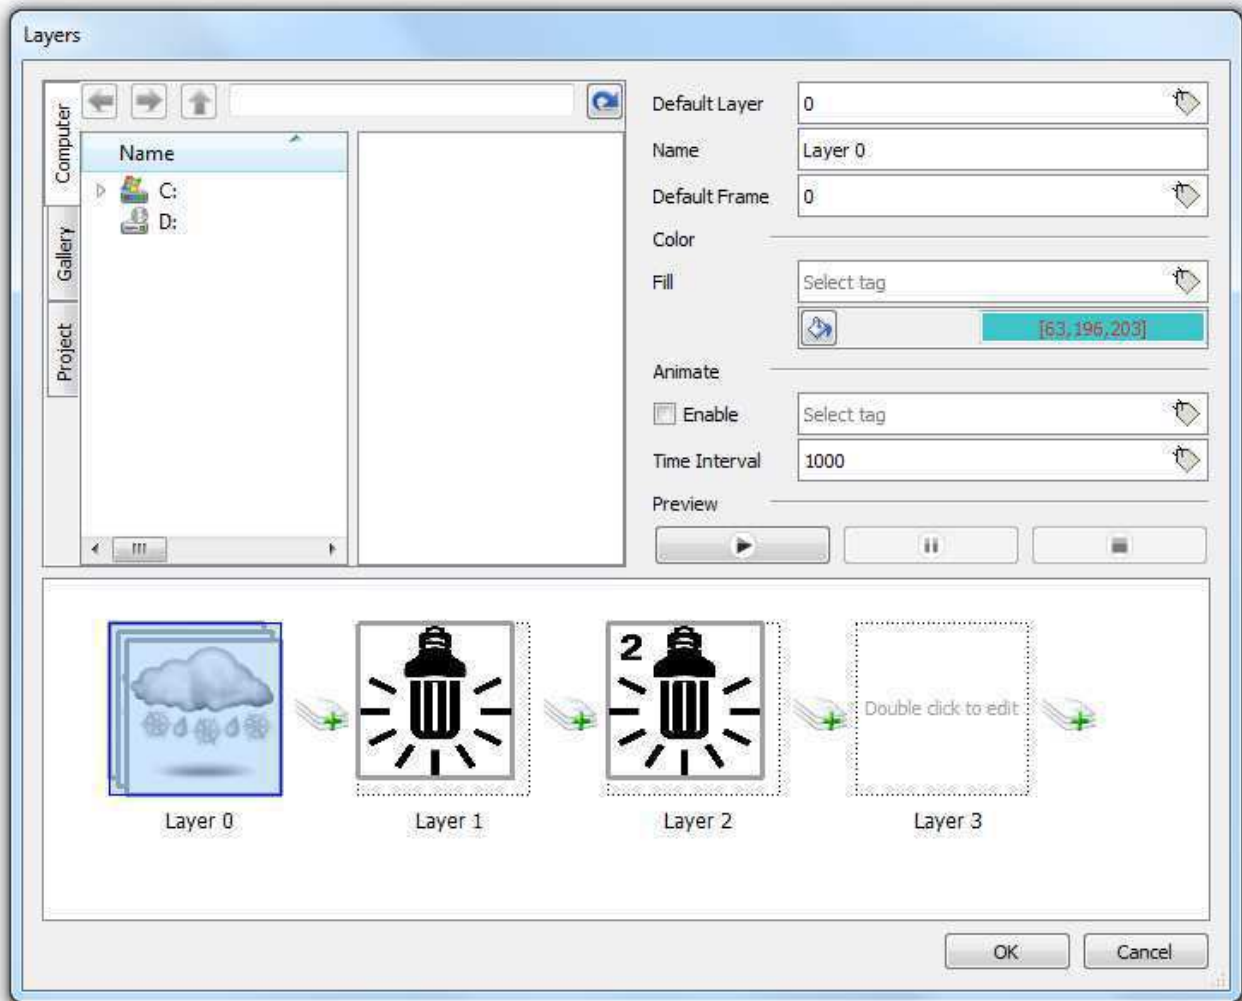 Layers
Computer
Gallery
Project
Name
C:
D:
Default Layer 0
Name Layer 0
Default Frame 0
Color
Fill Select tag
[63,196,203]
Animate
Enable Select tag
Time Interval 1000
Preview
2
Double click to edit
Layer 0 Layer 1 Layer 2 Layer 3
OK Cancel